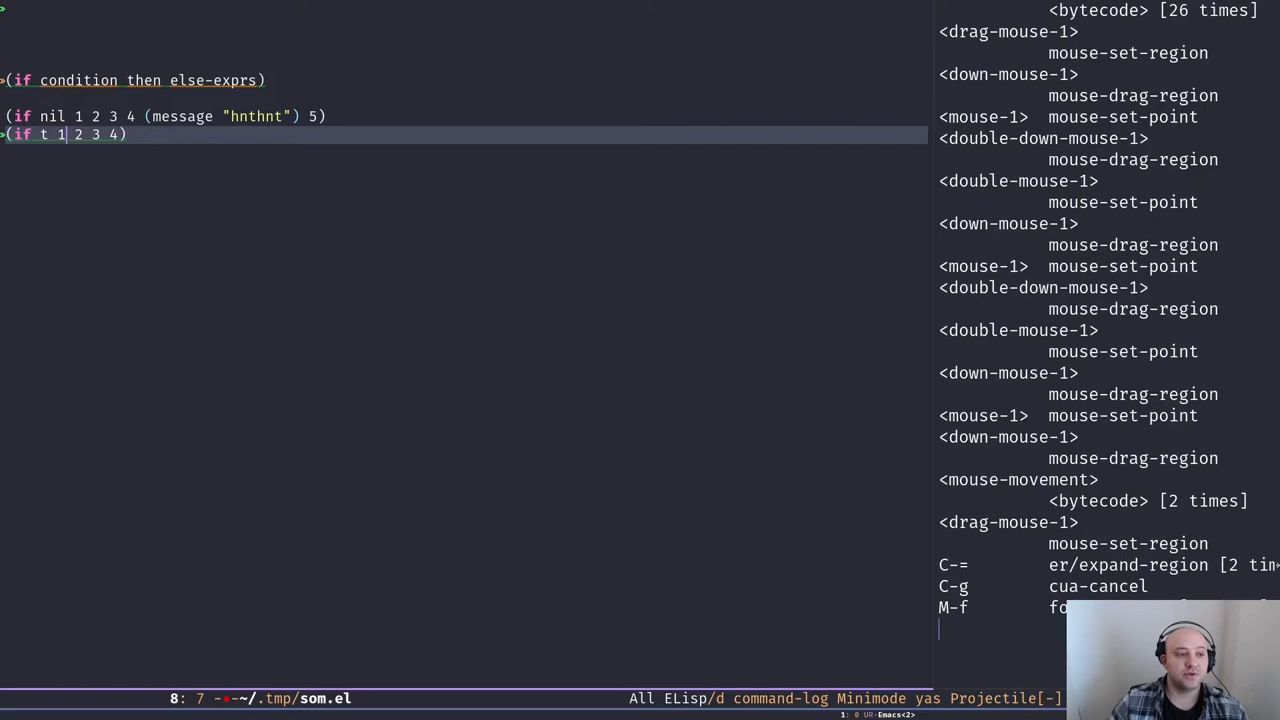 (if condition then else-exprs)
(if nil 1 2 3 4 (message "hnthnt") 5)
(if t 1 2 3 4)
8: 7 -*-~/.tmp/som.el All ELisp/d command-log Minimode yas Projectile[-]
<bytecode> [26 times]
<drag-mouse-1>
mouse-set-region
<down-mouse-1>
mouse-drag-region
<mouse-1> mouse-set-point
<double-down-mouse-1>
mouse-drag-region
<double-mouse-1>
mouse-set-point
<down-mouse-1>
mouse-drag-region
<mouse-1> mouse-set-point
<double-down-mouse-1>
mouse-drag-region
<double-mouse-1>
mouse-set-point
<down-mouse-1>
mouse-drag-region
<mouse-1> mouse-set-point
<down-mouse-1>
mouse-drag-region
<mouse-movement>
<bytecode> [2 times]
<drag-mouse-1>
mouse-set-region
C-= er/expand-region [2 tim
C-g cua-cancel
M-f fo
1: 0 UR-Emacs<2>